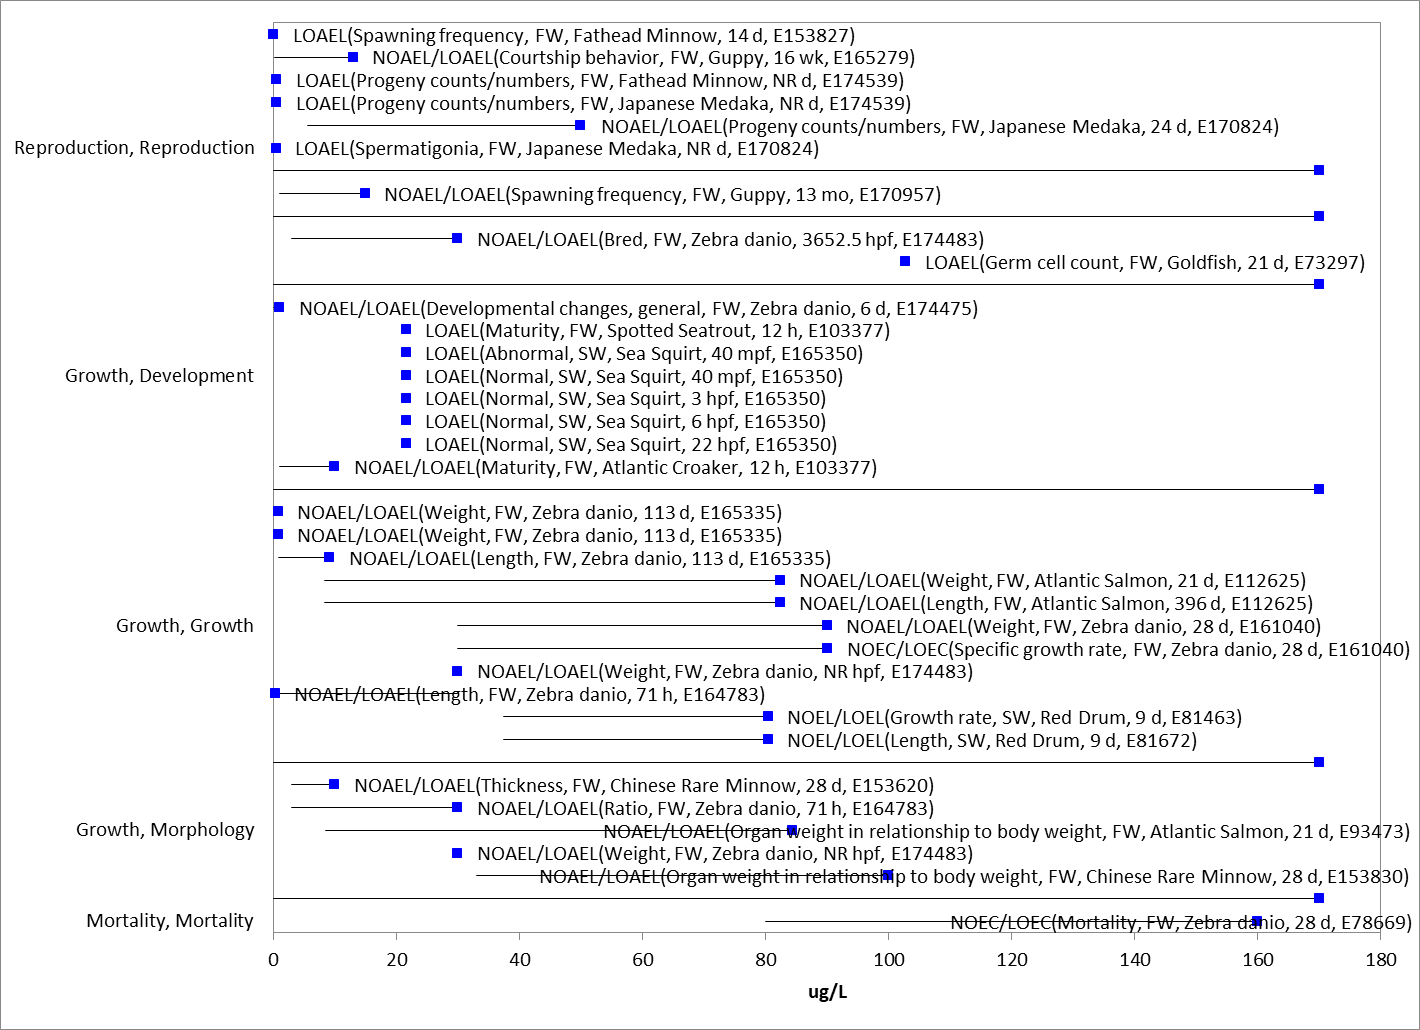 LOAEL(Spawning frequency, FW, Fathead Minnow, 14 d, E153827)
NOAEL/LOAEL(Courtship behavior, FW, Guppy, 16 wk, E165279)
LOAEL(Progeny counts/numbers, FW, Fathead Minnow, NR d, E174539)
LOAEL(Progeny counts/numbers, FW, Japanese Medaka, NR d, E174539)
NOAEL/LOAEL(Progeny counts/numbers, FW, Japanese Medaka, 24 d, E170824)
Reproduction, Reproduction
LOAEL(Spermatigonia, FW, Japanese Medaka, NR d, E170824)
NOAEL/LOAEL(Spawning frequency, FW, Guppy, 13 mo, E170957)
NOAEL/LOAEL(Bred, FW, Zebra danio, 3652.5 hpf, E174483)
LOAEL(Germ cell count, FW, Goldfish, 21 d, E73297)
NOAEL/LOAEL(Developmental changes, general, FW, Zebra danio, 6 d, E174475)
LOAEL(Maturity, FW, Spotted Seatrout, 12 h, E103377)
LOAEL(Abnormal, SW, Sea Squirt, 40 mpf, E165350)
Growth, Development
LOAEL(Normal, SW, Sea Squirt, 40 mpf, E165350)
LOAEL(Normal, SW, Sea Squirt, 3 hpf, E165350)
LOAEL(Normal, SW, Sea Squirt, 6 hpf, E165350)
LOAEL(Normal, SW, Sea Squirt, 22 hpf, E165350)
NOAEL/LOAEL(Maturity, FW, Atlantic Croaker, 12 h, E103377)
NOAEL/LOAEL(Weight, FW, Zebra danio, 113 d, E165335)
NOAEL/LOAEL(Weight, FW, Zebra danio, 113 d, E165335)
NOAEL/LOAEL(Length, FW, Zebra danio, 113 d, E165335)
NOAEL/LOAEL(Weight, FW, Atlantic Salmon, 21 d, E112625)
NOAEL/LOAEL(Length, FW, Atlantic Salmon, 396 d, E112625)
Growth, Growth
NOAEL/LOAEL(Weight, FW, Zebra danio, 28 d, E161040)
NOEC/LOEC(Specific growth rate, FW, Zebra danio, 28 d, E161040)
NOAEL/LOAEL(Weight, FW, Zebra danio, NR hpf, E174483)
NOAEL/LOAEL(Length, FW, Zebra danio, 71 h, E164783)
NOEL/LOEL(Growth rate, SW, Red Drum, 9 d, E81463)
NOEL/LOEL(Length, SW, Red Drum, 9 d, E81672)
NOAEL/LOAEL(Thickness, FW, Chinese Rare Minnow, 28 d, E153620)
NOAEL/LOAEL(Ratio, FW, Zebra danio, 71 h, E164783)
Growth, Morphology
NOAEL/LOAEL(Organ weight in relationship to body weight, FW, Atlantic Salmon, 21 d, E93473)
NOAEL/LOAEL(Weight, FW, Zebra danio, NR hpf, E174483)
NOAEL/LOAEL(Organ weight in relationship to body weight, FW, Chinese Rare Minnow, 28 d, E153830)
Mortality, Mortality
NOEC/LOEC(Mortality, FW, Zebra danio, 28 d, E78669)
0 20 40 60 80 100 120 140 160 180
ug/L